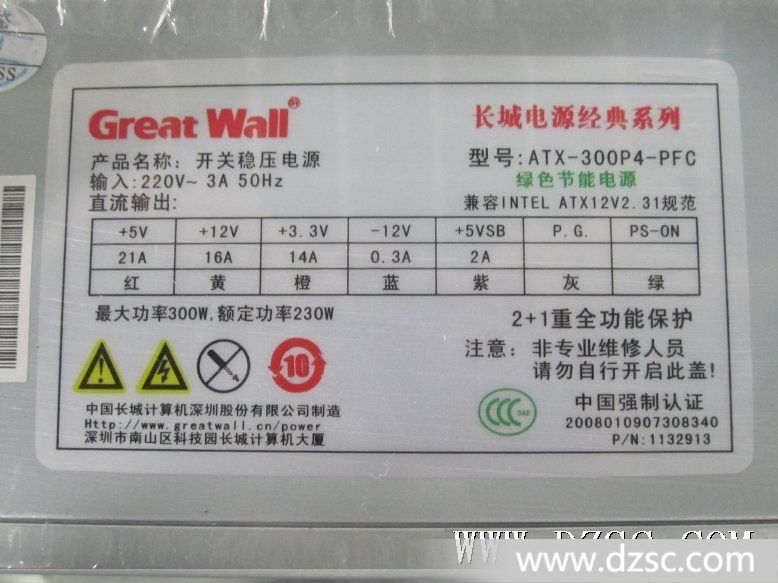 SS
Great Wall®
长城电源经典系列
产品名称: 开关稳压电源
型号:ATX-300P4-PFC
输入:220V~ 3A 50Hz
绿色节能电源
直流输出:
兼容INTEL ATX12V2.31规范
+5V +12V +3.3V -12V +5VSB P.G. PS-ON
21A 16A 14A 0.3A 2A
红 黄 橙 蓝 紫 灰 绿
最大功率300W,额定功率230W
2+1重全功能保护
注意: 非专业维修人员
请勿自行开启此盖!
10
中国长城计算机深圳股份有限公司制造
Http://www.greatwall.cn/power
深圳市南山区科技园长城计算机大厦
CCC S&E
中国强制认证
2008010907308340
P/N:1132913
WWW.DZSC.COM
www.dzsc.com